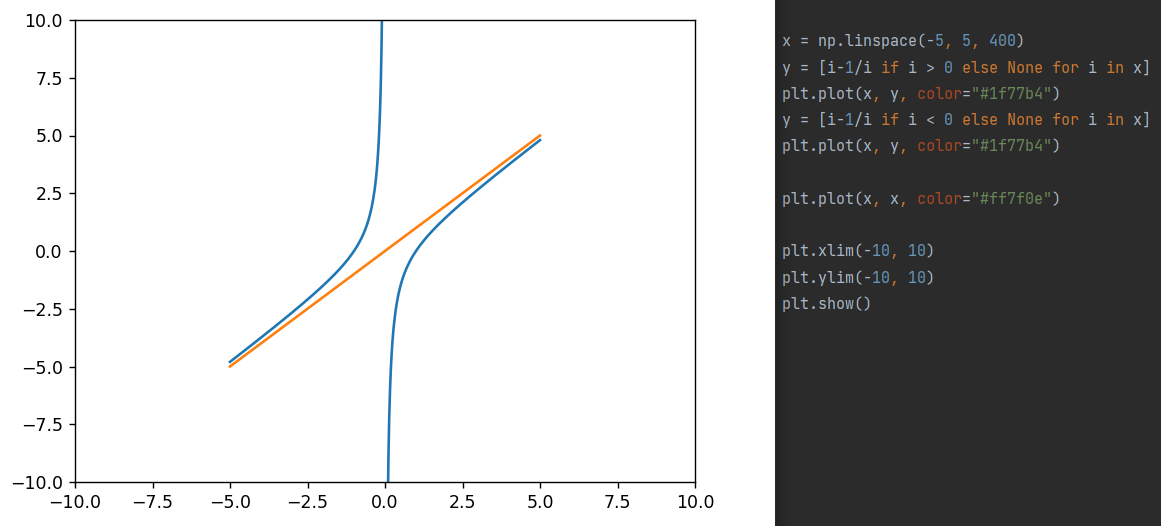 10.0
7.5
5.0
2.5
0.0
−2.5
−5.0
−7.5
−10.0
−10.0 −7.5 −5.0 −2.5 0.0 2.5 5.0 7.5 10.0
x = np.linspace(-5, 5, 400)
y = [i-1/i if i > 0 else None for i in x]
plt.plot(x, y, color="#1f77b4")
y = [i-1/i if i < 0 else None for i in x]
plt.plot(x, y, color="#1f77b4")
plt.plot(x, x, color="#ff7f0e")
plt.xlim(-10, 10)
plt.ylim(-10, 10)
plt.show()